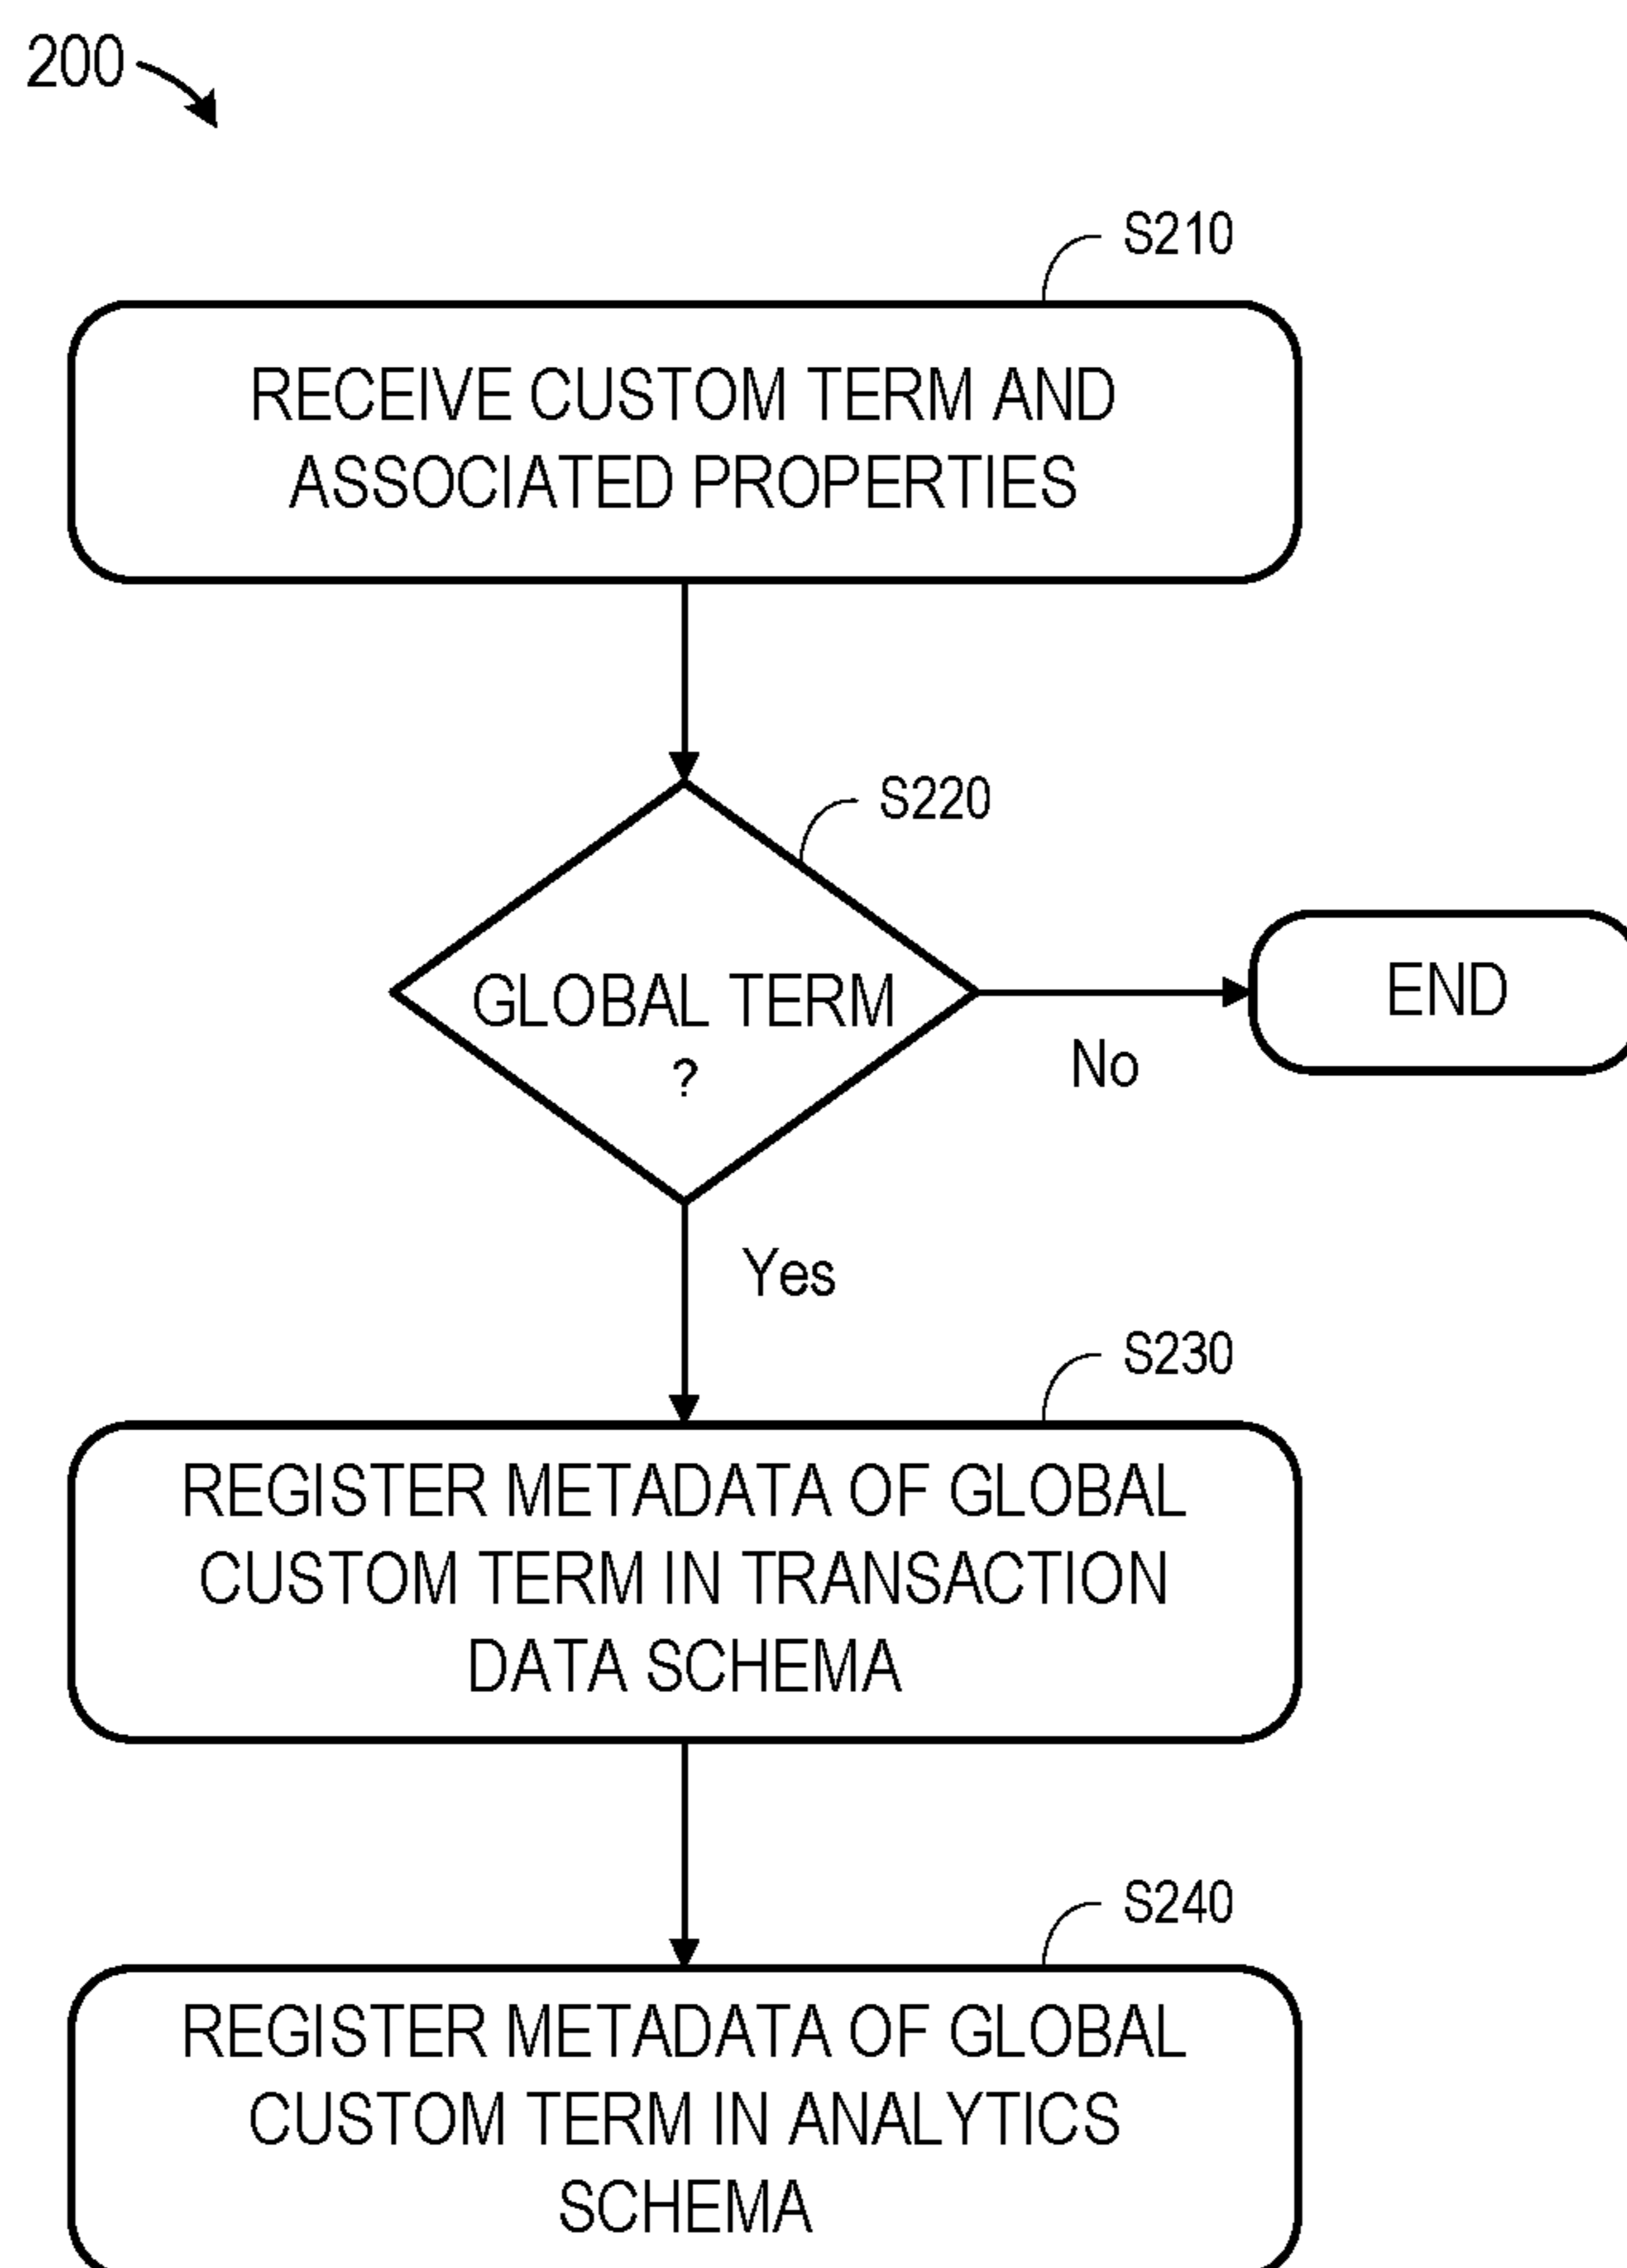 200
S210
RECEIVE CUSTOM TERM AND
ASSOCIATED PROPERTIES
S220
GLOBAL TERM
?
END
No
Yes
S230
REGISTER METADATA OF GLOBAL
CUSTOM TERM IN TRANSACTION
DATA SCHEMA
S240
REGISTER METADATA OF GLOBAL
CUSTOM TERM IN ANALYTICS
SCHEMA